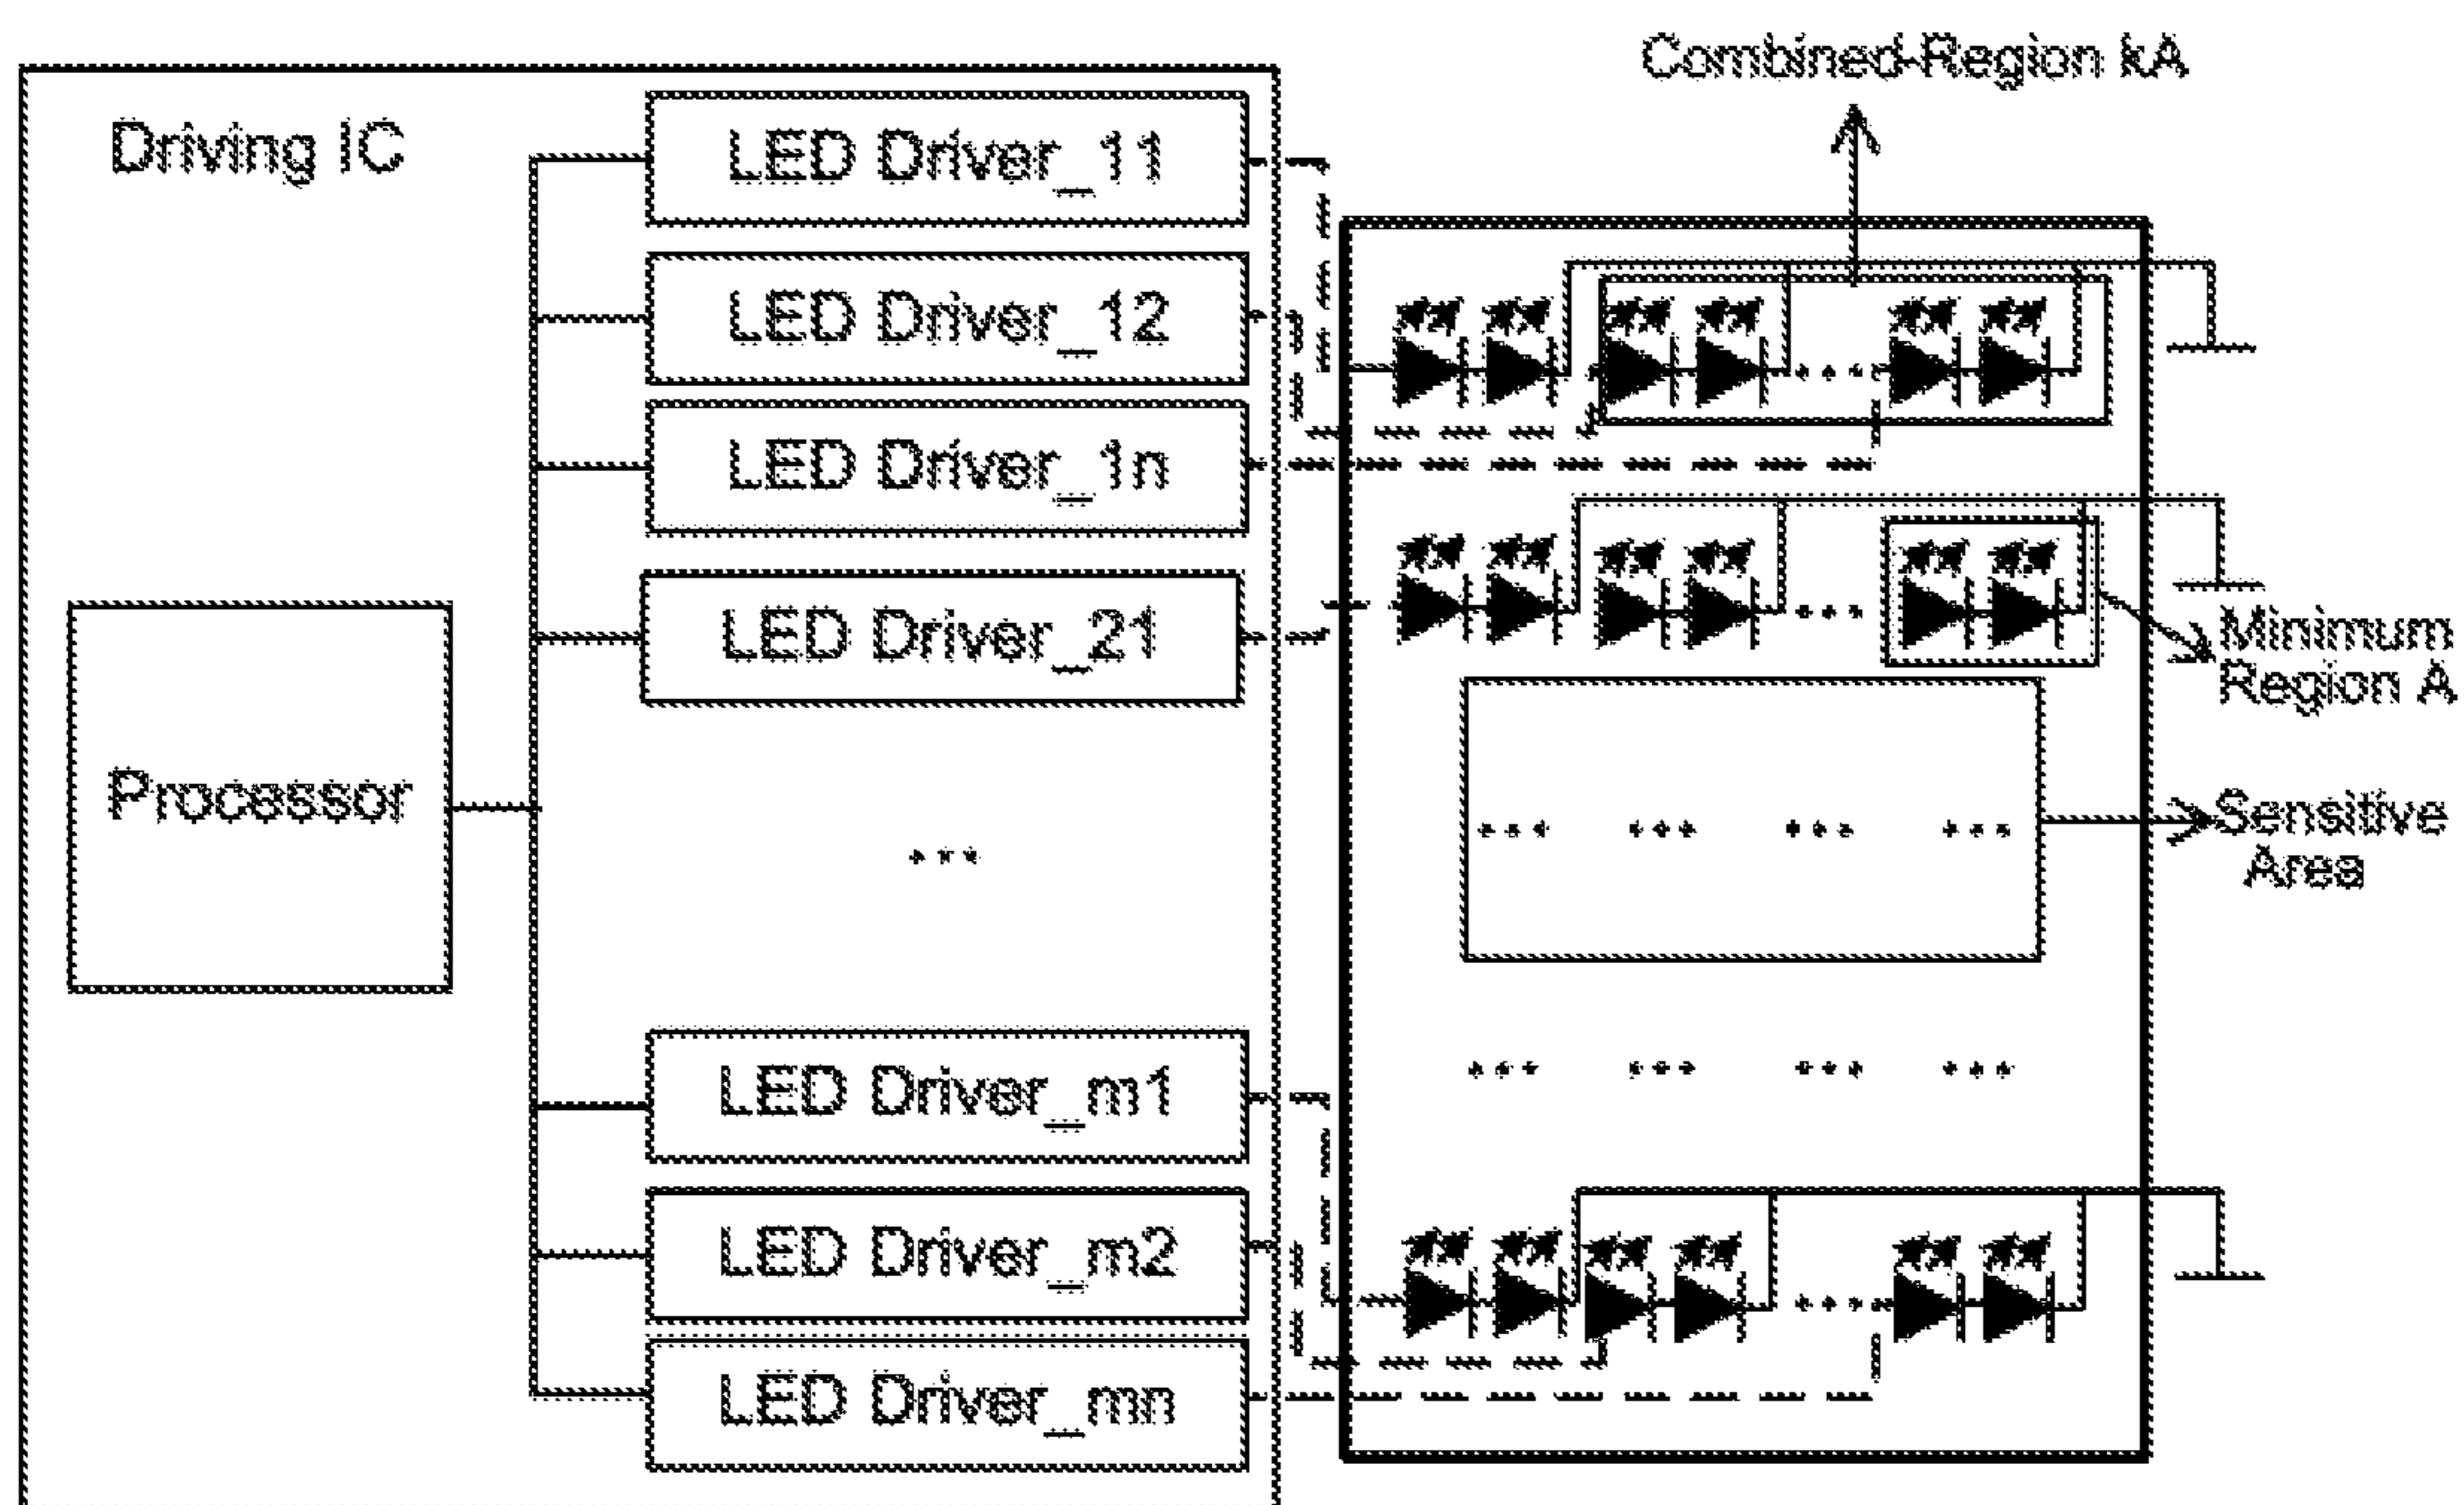 Combined-Region kA
Driving IC
LED Driver_11
LED Driver_12
LED Driver_1n
LED Driver_21
Minimum
Region A
Processor
...
... ... ... ...
Sensitive
Area
... ... ... ...
LED Driver_m1
LED Driver_m2
LED Driver_mn